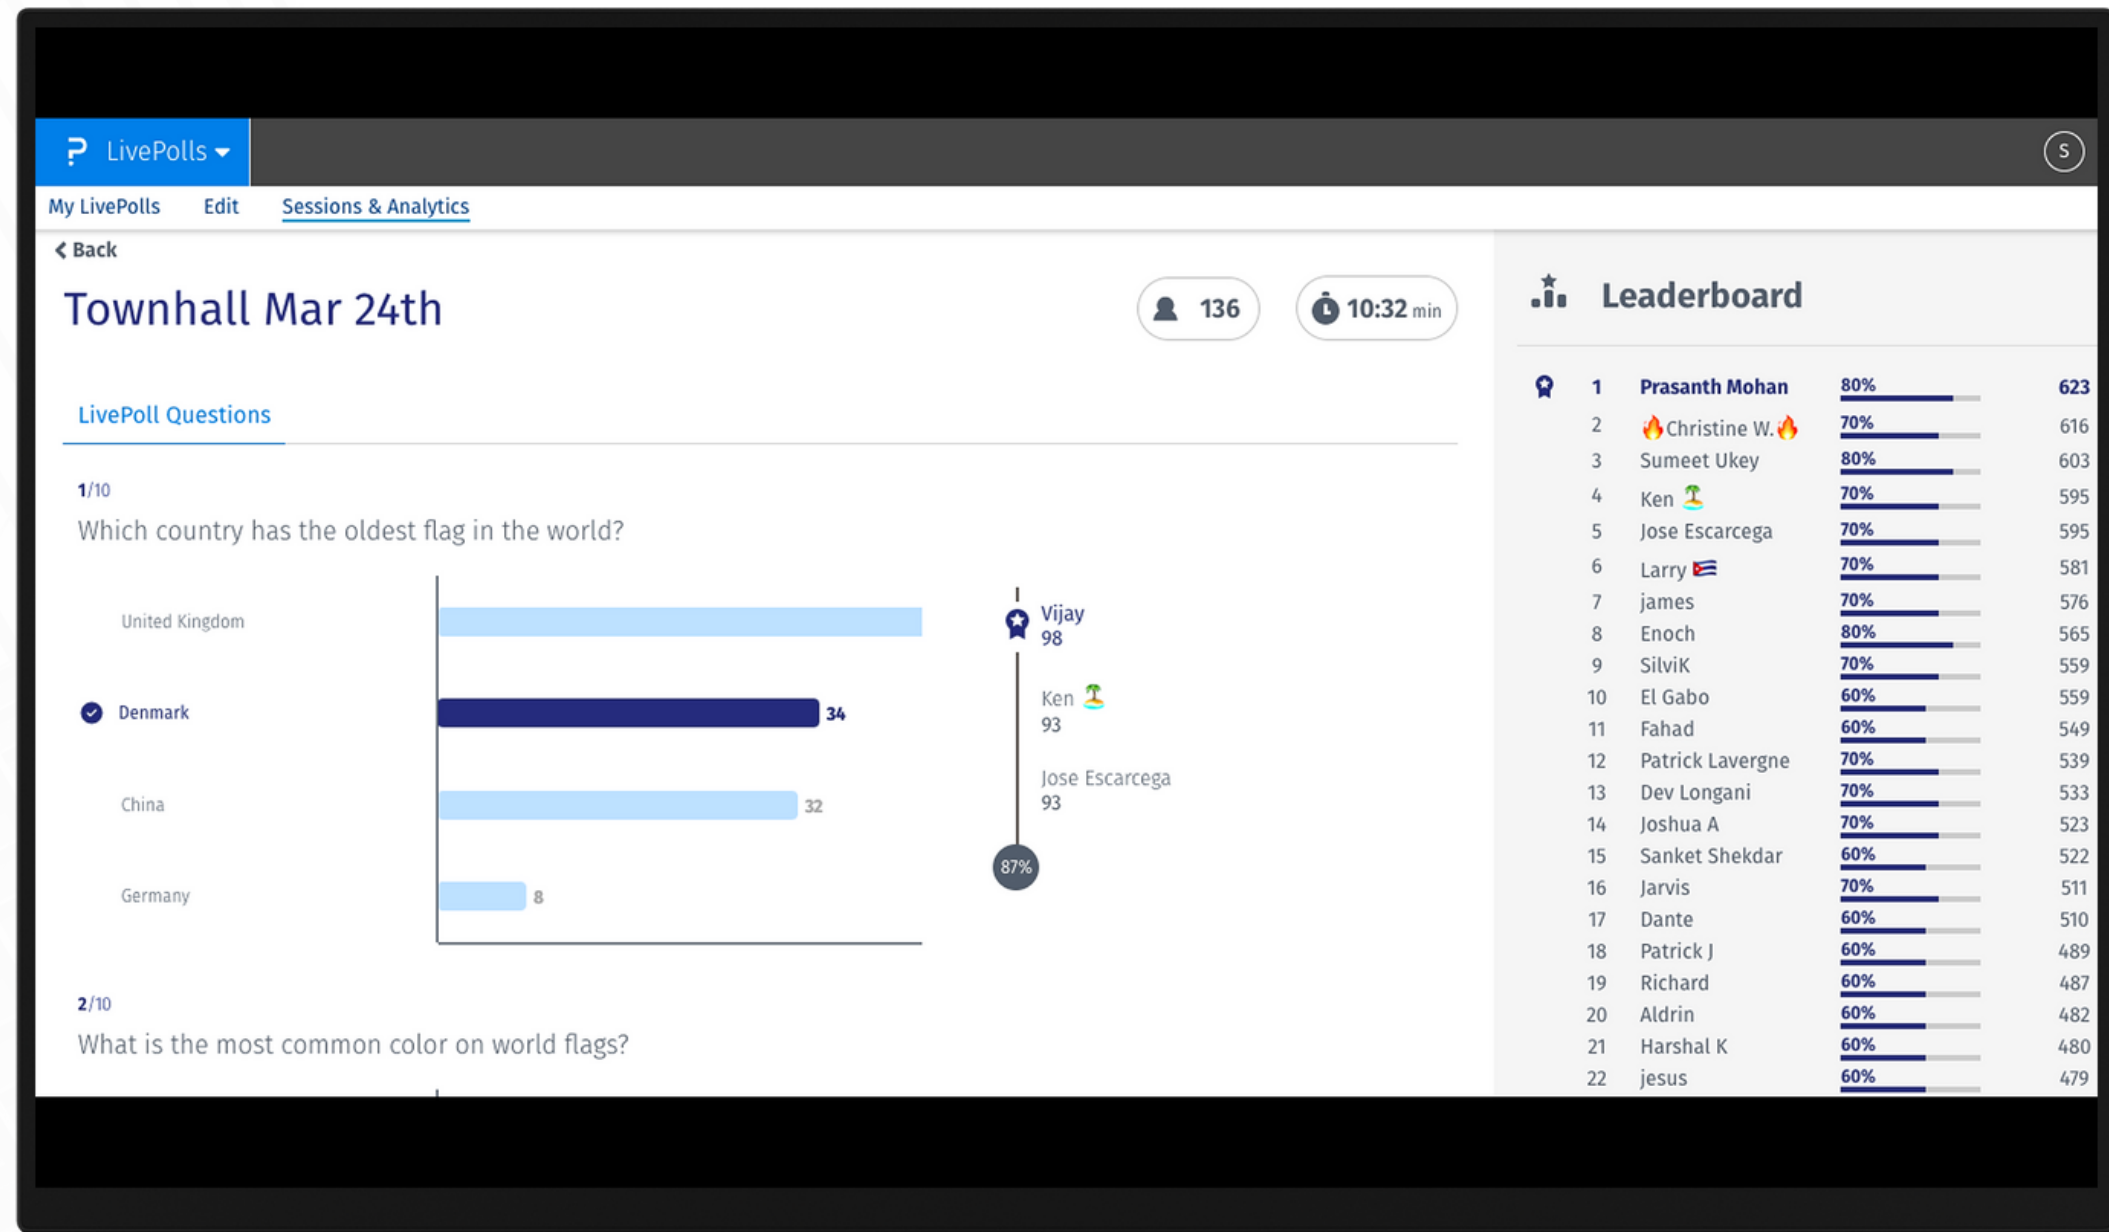 LivePolls
S
My LivePolls Edit Sessions & Analytics
Back
Townhall Mar 24th
136
10:32 min
LivePoll Questions
1/10
Which country has the oldest flag in the world?
United Kingdom
Denmark 34
China 32
Germany 8
Vijay
98
Ken 🏝️
93
Jose Escarcega
93
87%
2/10
What is the most common color on world flags?
Leaderboard
1 Prasanth Mohan 80% 623
2 🔥Christine W.🔥 70% 616
3 Sumeet Ukey 80% 603
4 Ken 🏝️ 70% 595
5 Jose Escarcega 70% 595
6 Larry 🇨🇺 70% 581
7 james 70% 576
8 Enoch 80% 565
9 SilviK 70% 559
10 El Gabo 60% 559
11 Fahad 60% 549
12 Patrick Lavergne 70% 539
13 Dev Longani 70% 533
14 Joshua A 70% 523
15 Sanket Shekdar 60% 522
16 Jarvis 70% 511
17 Dante 60% 510
18 Patrick J 60% 489
19 Richard 60% 487
20 Aldrin 60% 482
21 Harshal K 60% 480
22 jesus 60% 479